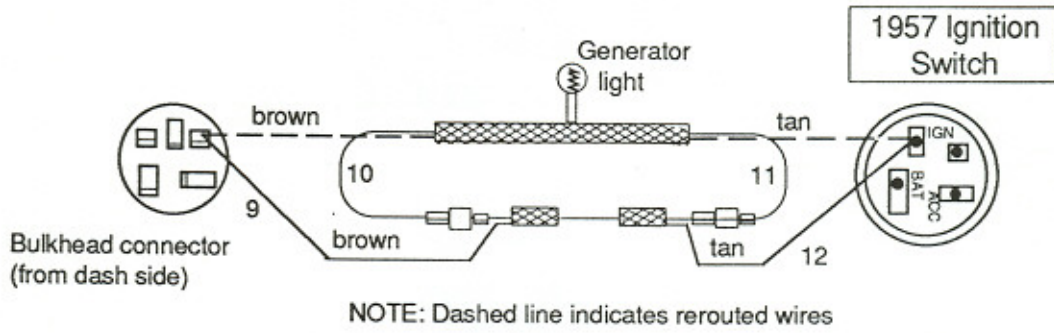 1957 Ignition
Switch
Generator
light
brown
tan
IGN
BAT
ACC
10
11
9
brown
tan
12
Bulkhead connector
(from dash side)
NOTE: Dashed line indicates rerouted wires